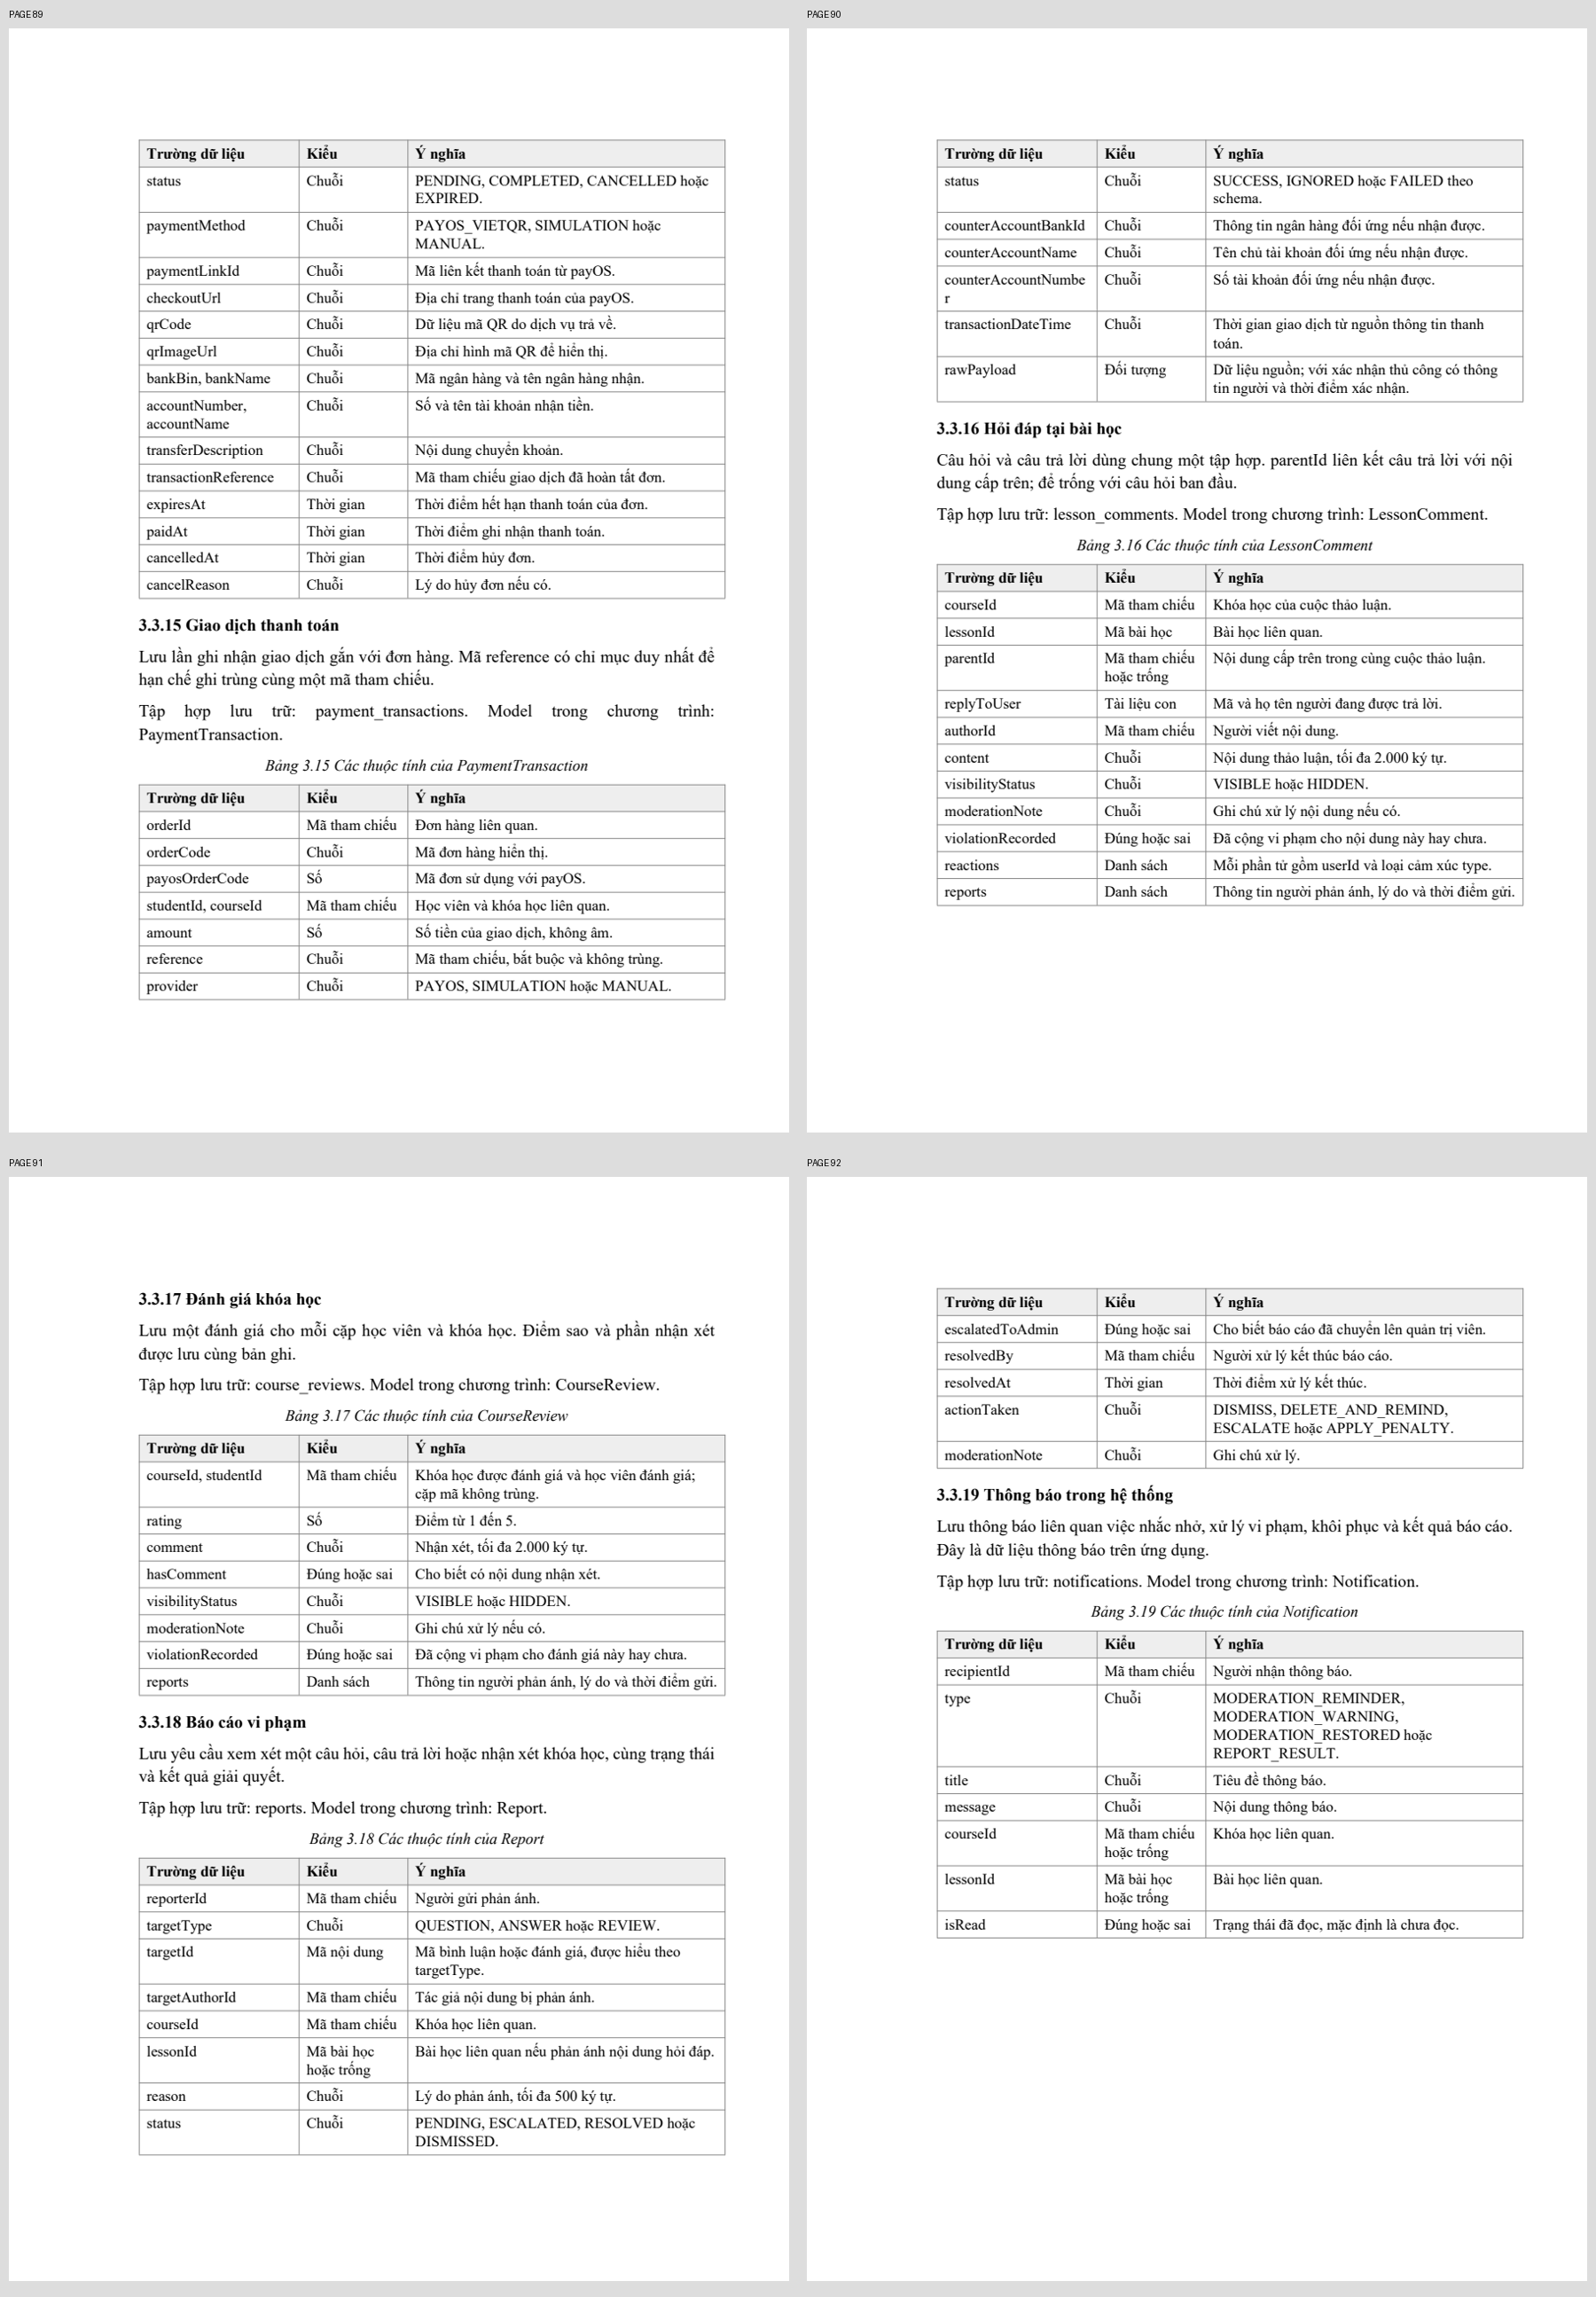 PAGE 89
Trường dữ liệu Kiểu Ý nghĩa
status Chuỗi PENDING, COMPLETED, CANCELLED hoặc
EXPIRED.
paymentMethod Chuỗi PAYOS_VIETQR, SIMULATION hoặc
MANUAL.
paymentLinkId Chuỗi Mã liên kết thanh toán từ payOS.
checkoutUrl Chuỗi Địa chỉ trang thanh toán của payOS.
qrCode Chuỗi Dữ liệu mã QR do dịch vụ trả về.
qrImageUrl Chuỗi Địa chỉ hình mã QR để hiển thị.
bankBin, bankName Chuỗi Mã ngân hàng và tên ngân hàng nhận.
accountNumber, Chuỗi Số và tên tài khoản nhận tiền.
accountName
transferDescription Chuỗi Nội dung chuyển khoản.
transactionReference Chuỗi Mã tham chiếu giao dịch đã hoàn tất đơn.
expiresAt Thời gian Thời điểm hết hạn thanh toán của đơn.
paidAt Thời gian Thời điểm ghi nhận thanh toán.
cancelledAt Thời gian Thời điểm hủy đơn.
cancelReason Chuỗi Lý do hủy đơn nếu có.
3.3.15 Giao dịch thanh toán
Lưu lần ghi nhận giao dịch gắn với đơn hàng. Mã reference có chỉ mục duy nhất để
hạn chế ghi trùng cùng một mã tham chiếu.
Tập hợp lưu trữ: payment_transactions. Model trong chương trình:
PaymentTransaction.
Bảng 3.15 Các thuộc tính của PaymentTransaction
Trường dữ liệu Kiểu Ý nghĩa
orderId Mã tham chiếu Đơn hàng liên quan.
orderCode Chuỗi Mã đơn hàng hiển thị.
payosOrderCode Số Mã đơn sử dụng với payOS.
studentId, courseId Mã tham chiếu Học viên và khóa học liên quan.
amount Số Số tiền của giao dịch, không âm.
reference Chuỗi Mã tham chiếu, bắt buộc và không trùng.
provider Chuỗi PAYOS, SIMULATION hoặc MANUAL.
PAGE 90
Trường dữ liệu Kiểu Ý nghĩa
status Chuỗi SUCCESS, IGNORED hoặc FAILED theo
schema.
counterAccountBankId Chuỗi Thông tin ngân hàng đối ứng nếu nhận được.
counterAccountName Chuỗi Tên chủ tài khoản đối ứng nếu nhận được.
counterAccountNumbe Chuỗi Số tài khoản đối ứng nếu nhận được.
r
transactionDateTime Chuỗi Thời gian giao dịch từ nguồn thông tin thanh
toán.
rawPayload Đối tượng Dữ liệu nguồn; với xác nhận thủ công có thông
tin người và thời điểm xác nhận.
3.3.16 Hỏi đáp tại bài học
Câu hỏi và câu trả lời dùng chung một tập hợp. parentId liên kết câu trả lời với nội
dung cấp trên; để trống với câu hỏi ban đầu.
Tập hợp lưu trữ: lesson_comments. Model trong chương trình: LessonComment.
Bảng 3.16 Các thuộc tính của LessonComment
Trường dữ liệu Kiểu Ý nghĩa
courseId Mã tham chiếu Khóa học của cuộc thảo luận.
lessonId Mã bài học Bài học liên quan.
parentId Mã tham chiếu Nội dung cấp trên trong cùng cuộc thảo luận.
hoặc trống
replyToUser Tài liệu con Mã và họ tên người đang được trả lời.
authorId Mã tham chiếu Người viết nội dung.
content Chuỗi Nội dung thảo luận, tối đa 2.000 ký tự.
visibilityStatus Chuỗi VISIBLE hoặc HIDDEN.
moderationNote Chuỗi Ghi chú xử lý nội dung nếu có.
violationRecorded Đúng hoặc sai Đã cộng vi phạm cho nội dung này hay chưa.
reactions Danh sách Mỗi phần tử gồm userId và loại cảm xúc type.
reports Danh sách Thông tin người phản ánh, lý do và thời điểm gửi.
PAGE 91
3.3.17 Đánh giá khóa học
Lưu một đánh giá cho mỗi cặp học viên và khóa học. Điểm sao và phần nhận xét
được lưu cùng bản ghi.
Tập hợp lưu trữ: course_reviews. Model trong chương trình: CourseReview.
Bảng 3.17 Các thuộc tính của CourseReview
Trường dữ liệu Kiểu Ý nghĩa
courseId, studentId Mã tham chiếu Khóa học được đánh giá và học viên đánh giá;
cặp mã không trùng.
rating Số Điểm từ 1 đến 5.
comment Chuỗi Nhận xét, tối đa 2.000 ký tự.
hasComment Đúng hoặc sai Cho biết có nội dung nhận xét.
visibilityStatus Chuỗi VISIBLE hoặc HIDDEN.
moderationNote Chuỗi Ghi chú xử lý nếu có.
violationRecorded Đúng hoặc sai Đã cộng vi phạm cho đánh giá này hay chưa.
reports Danh sách Thông tin người phản ánh, lý do và thời điểm gửi.
3.3.18 Báo cáo vi phạm
Lưu yêu cầu xem xét một câu hỏi, câu trả lời hoặc nhận xét khóa học, cùng trạng thái
và kết quả giải quyết.
Tập hợp lưu trữ: reports. Model trong chương trình: Report.
Bảng 3.18 Các thuộc tính của Report
Trường dữ liệu Kiểu Ý nghĩa
reporterId Mã tham chiếu Người gửi phản ánh.
targetType Chuỗi QUESTION, ANSWER hoặc REVIEW.
targetId Mã nội dung Mã bình luận hoặc đánh giá, được hiểu theo
targetType.
targetAuthorId Mã tham chiếu Tác giả nội dung bị phản ánh.
courseId Mã tham chiếu Khóa học liên quan.
lessonId Mã bài học Bài học liên quan nếu phản ánh nội dung hỏi đáp.
hoặc trống
reason Chuỗi Lý do phản ánh, tối đa 500 ký tự.
status Chuỗi PENDING, ESCALATED, RESOLVED hoặc
DISMISSED.
PAGE 92
Trường dữ liệu Kiểu Ý nghĩa
escalatedToAdmin Đúng hoặc sai Cho biết báo cáo đã chuyển lên quản trị viên.
resolvedBy Mã tham chiếu Người xử lý kết thúc báo cáo.
resolvedAt Thời gian Thời điểm xử lý kết thúc.
actionTaken Chuỗi DISMISS, DELETE_AND_REMIND,
ESCALATE hoặc APPLY_PENALTY.
moderationNote Chuỗi Ghi chú xử lý.
3.3.19 Thông báo trong hệ thống
Lưu thông báo liên quan việc nhắc nhở, xử lý vi phạm, khôi phục và kết quả báo cáo.
Đây là dữ liệu thông báo trên ứng dụng.
Tập hợp lưu trữ: notifications. Model trong chương trình: Notification.
Bảng 3.19 Các thuộc tính của Notification
Trường dữ liệu Kiểu Ý nghĩa
recipientId Mã tham chiếu Người nhận thông báo.
type Chuỗi MODERATION_REMINDER,
MODERATION_WARNING,
MODERATION_RESTORED hoặc
REPORT_RESULT.
title Chuỗi Tiêu đề thông báo.
message Chuỗi Nội dung thông báo.
courseId Mã tham chiếu Khóa học liên quan.
hoặc trống
lessonId Mã bài học Bài học liên quan.
hoặc trống
isRead Đúng hoặc sai Trạng thái đã đọc, mặc định là chưa đọc.